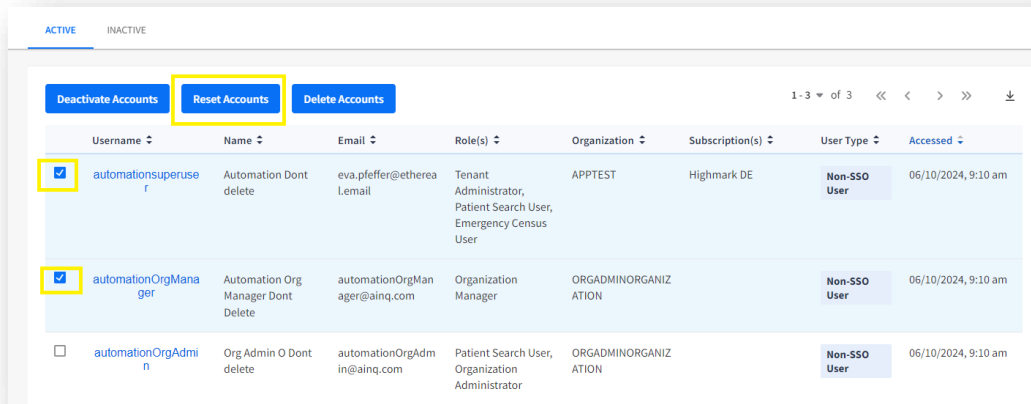 ACTIVE INACTIVE
Deactivate Accounts Reset Accounts Delete Accounts 1 - 3 of 3
Username Name Email Role(s) Organization Subscription(s) User Type Accessed
automationsuperuse Automation Dont eva.pfeffer@etherea Tenant APPTEST Highmark DE Non-SSO 06/10/2024, 9:10 am
r delete l.email Administrator, User
Patient Search User,
Emergency Census
User
automationOrgMana Automation Org automationOrgMan Organization ORGADMINORGANIZ Non-SSO 06/10/2024, 9:10 am
ger Manager Dont ager@ainq.com Manager ATION User
Delete
automationOrgAdmi Org Admin O Dont automationOrgAdm Patient Search User, ORGADMINORGANIZ Non-SSO 06/10/2024, 9:10 am
n delete in@ainq.com Organization ATION User
Administrator